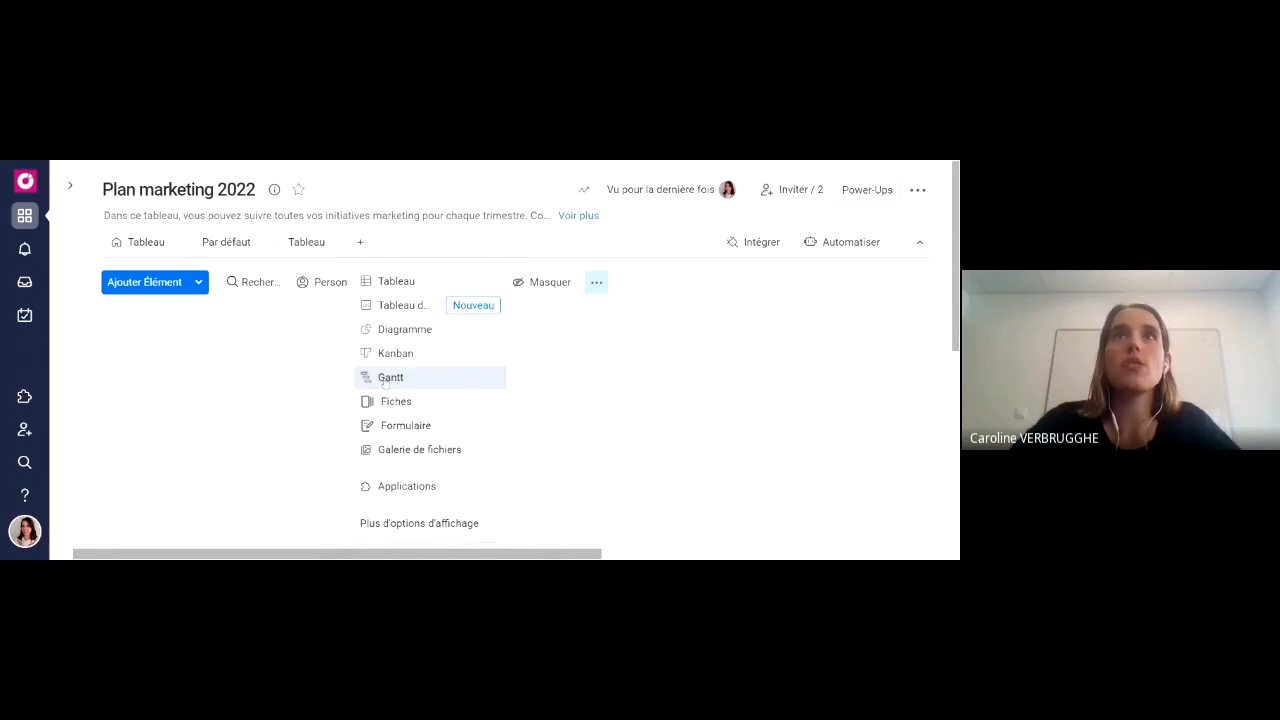 Plan marketing 2022
Vu pour la dernière fois
Inviter / 2
Power-Ups
Dans ce tableau, vous pouvez suivre toutes vos initiatives marketing pour chaque trimestre. Co... Voir plus
Tableau
Par défaut
Tableau
+
Intégrer
Automatiser
Ajouter Élément
Recher...
Person
Masquer
Tableau
Tableau d...
Nouveau
Diagramme
Kanban
Gantt
Fiches
Formulaire
Galerie de fichiers
Applications
Plus d'options d'affichage
Caroline VERBRUGGHE